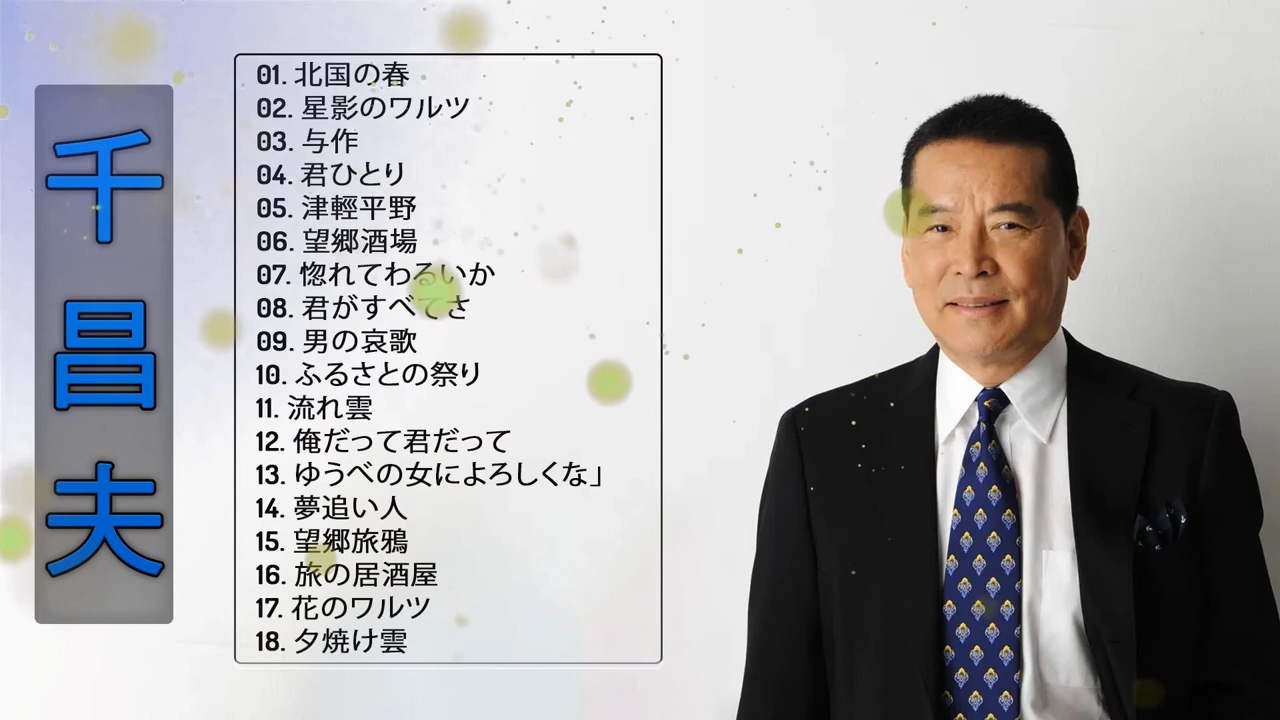 千昌夫
01. 北国の春
02. 星影のワルツ
03. 与作
04. 君ひとり
05. 津輕平野
06. 望郷酒場
07. 惚れてわるいか
08. 君がすべてさ
09. 男の哀歌
10. ふるさとの祭り
11. 流れ雲
12. 俺だって君だって
13. ゆうべの女によろしくな」
14. 夢追い人
15. 望郷旅鴉
16. 旅の居酒屋
17. 花のワルツ
18. 夕焼け雲